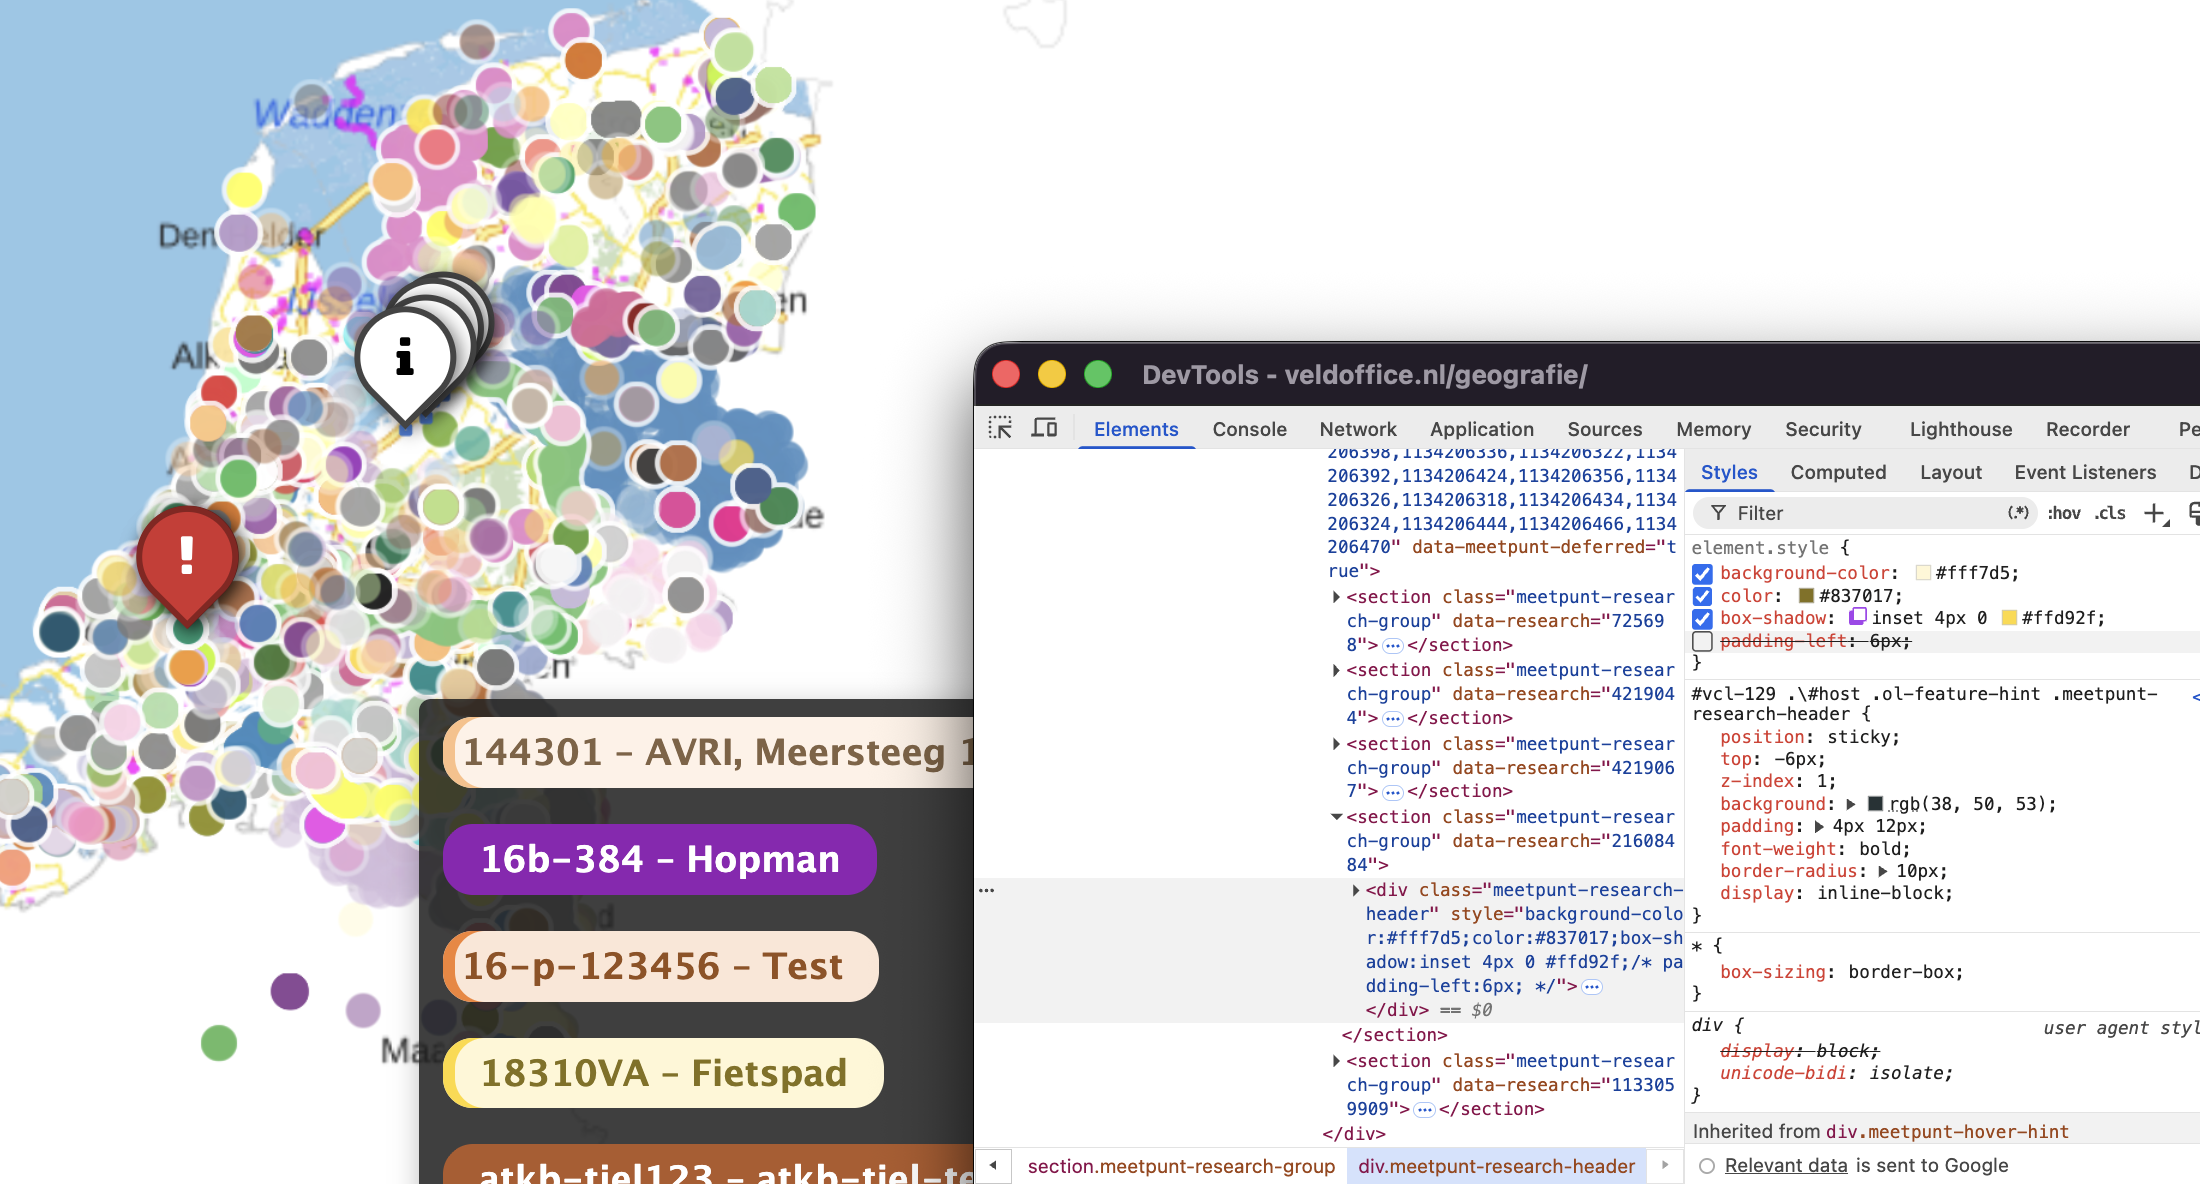 Wadden
Den Helder
IJssel
Alk
en
de
en
Maa
144301 – AVRI, Meersteeg 1
16b-384 – Hopman
16-p-123456 – Test
18310VA – Fietspad
atkb-tiel123 – atkb-tiel-te
DevTools - veldoffice.nl/geografie/
Elements Console Network Application Sources Memory Security Lighthouse Recorder Pe
206398,1134206336,1134206322,1134
206392,1134206424,1134206356,1134
206326,1134206318,1134206434,1134
206324,1134206444,1134206466,1134
206470" data-meetpunt-deferred="t
rue">
<section class="meetpunt-resear
ch-group" data-research="72569
8">…</section>
<section class="meetpunt-resear
ch-group" data-research="421904
4">…</section>
<section class="meetpunt-resear
ch-group" data-research="421906
7">…</section>
<section class="meetpunt-resear
ch-group" data-research="216084
84">
<div class="meetpunt-research-
header" style="background-colo
r:#fff7d5;color:#837017;box-sh
adow:inset 4px 0 #ffd92f;/* pa
dding-left:6px; */">…
</div> == $0
</section>
<section class="meetpunt-resear
ch-group" data-research="113305
9909">…</section>
</div>
section.meetpunt-research-group div.meetpunt-research-header
Styles Computed Layout Event Listeners D
Filter (.*) :hov .cls
element.style {
background-color: #fff7d5;
color: #837017;
box-shadow: inset 4px 0 #ffd92f;
padding-left: 6px;
}
#vcl-129 .\#host .ol-feature-hint .meetpunt-
research-header {
position: sticky;
top: -6px;
z-index: 1;
background: rgb(38, 50, 53);
padding: 4px 12px;
font-weight: bold;
border-radius: 10px;
display: inline-block;
}
* {
box-sizing: border-box;
}
div { user agent styl
display: block;
unicode-bidi: isolate;
}
Inherited from div.meetpunt-hover-hint
Relevant data is sent to Google